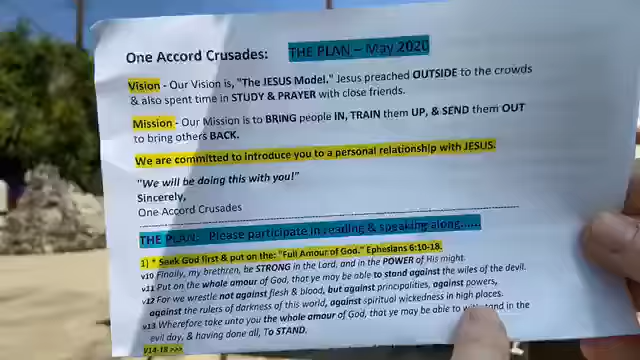 One Accord Crusades: THE PLAN – May 2020
Vision - Our Vision is, "The JESUS Model." Jesus preached OUTSIDE to the crowds
& also spent time in STUDY & PRAYER with close friends.
Mission - Our Mission is to BRING people IN, TRAIN them UP, & SEND them OUT
to bring others BACK.
We are committed to introduce you to a personal relationship with JESUS.
"We will be doing this with you!"
Sincerely,
One Accord Crusades
THE PLAN: Please participate in reading & speaking along......
1) * Seek God first & put on the: "Full Amour of God." Ephesians 6:10-18.
v10 Finally, my brethren, be STRONG in the Lord, and in the POWER of His might.
v11 Put on the whole amour of God, that ye may be able to stand against the wiles of the devil.
v12 For we wrestle not against flesh & blood, but against principalities, against powers,
against the rulers of darkness of this world, against spiritual wickedness in high places.
v13 Wherefore take unto you the whole amour of God, that ye may be able to in the
evil day, & having done all, To STAND.
V14-18 >>>